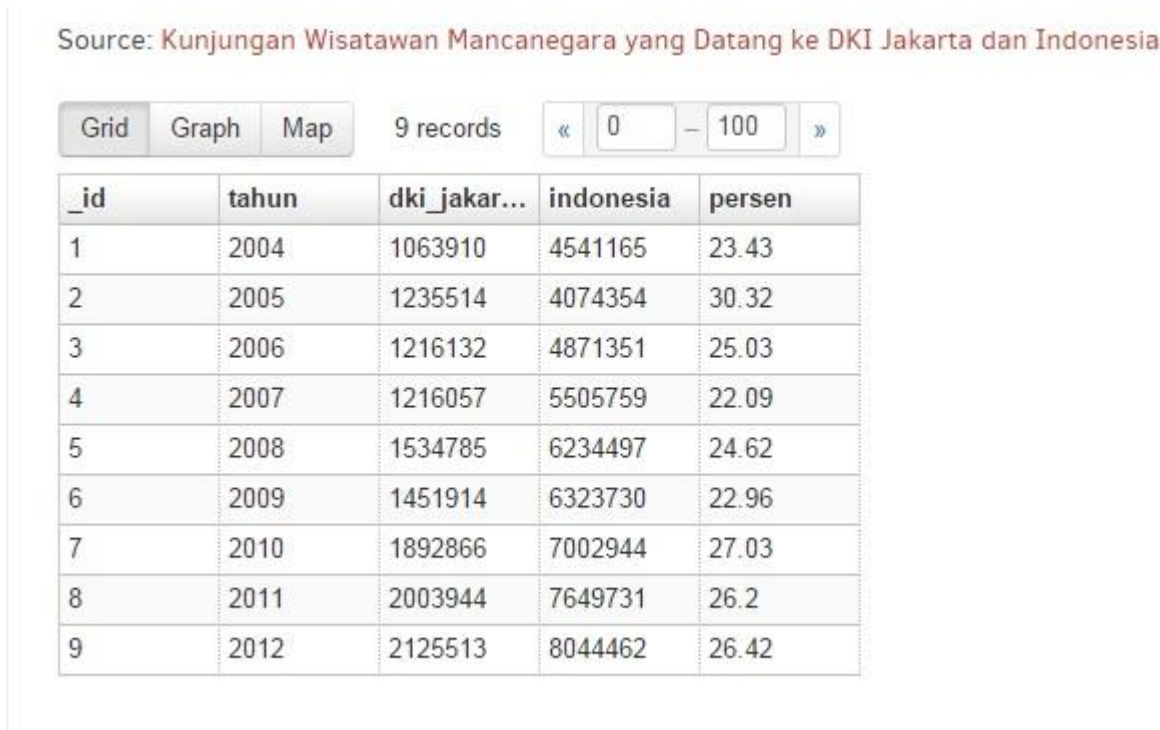 Source: Kunjungan Wisatawan Mancanegara yang Datang ke DKI Jakarta dan Indonesia
Grid Graph Map 9 records « 0 – 100 »
_id tahun dki_jakar... indonesia persen
1 2004 1063910 4541165 23.43
2 2005 1235514 4074354 30.32
3 2006 1216132 4871351 25.03
4 2007 1216057 5505759 22.09
5 2008 1534785 6234497 24.62
6 2009 1451914 6323730 22.96
7 2010 1892866 7002944 27.03
8 2011 2003944 7649731 26.2
9 2012 2125513 8044462 26.42